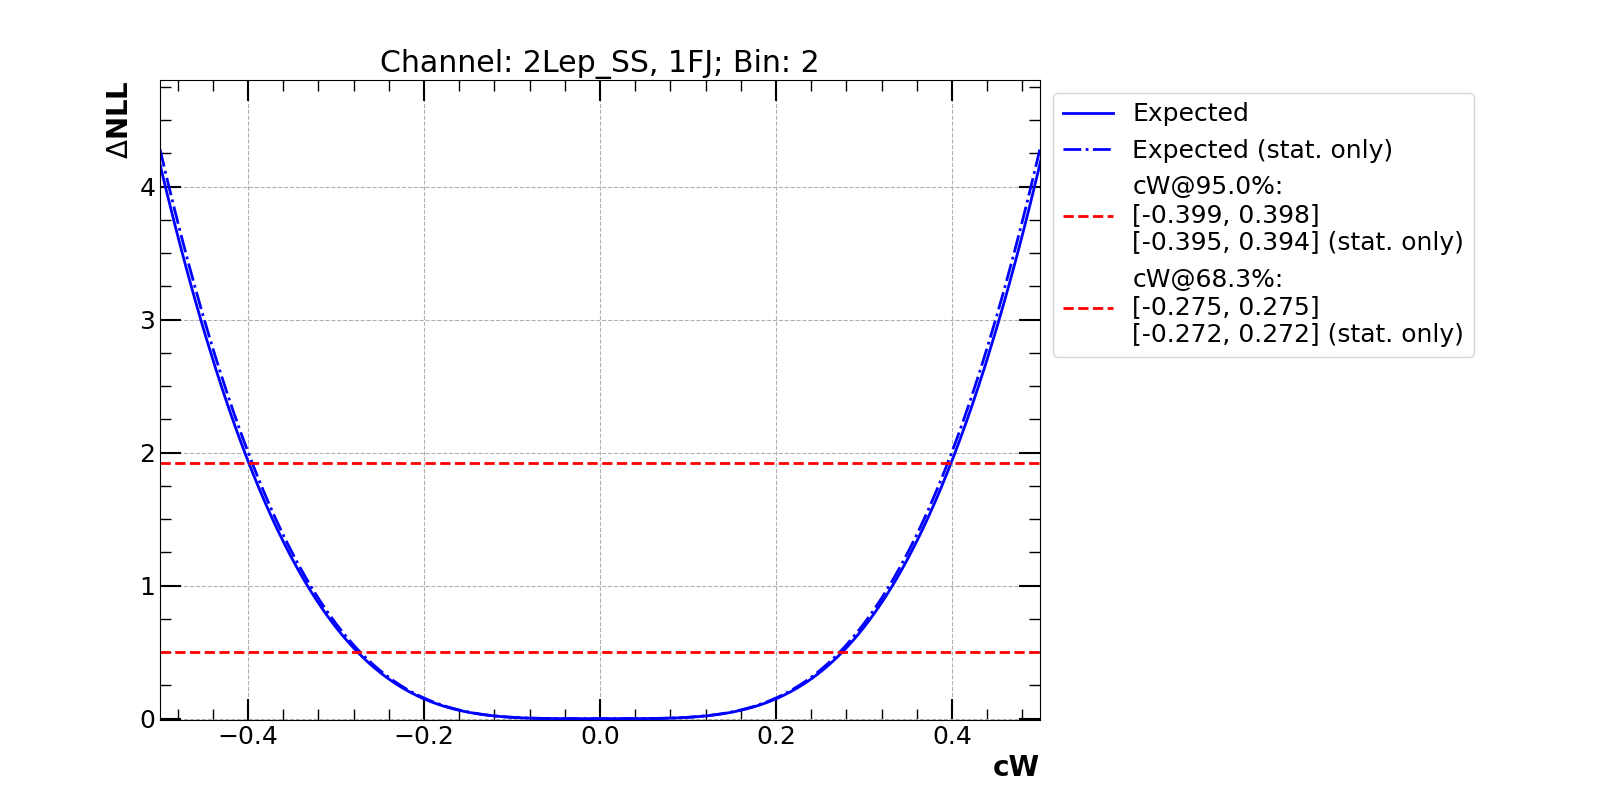 Channel: 2Lep_SS, 1FJ; Bin: 2
ΔNLL
4
3
2
1
0
−0.4
−0.2
0.0
0.2
0.4
cW
Expected
Expected (stat. only)
cW@95.0%:
[-0.399, 0.398]
[-0.395, 0.394] (stat. only)
cW@68.3%:
[-0.275, 0.275]
[-0.272, 0.272] (stat. only)